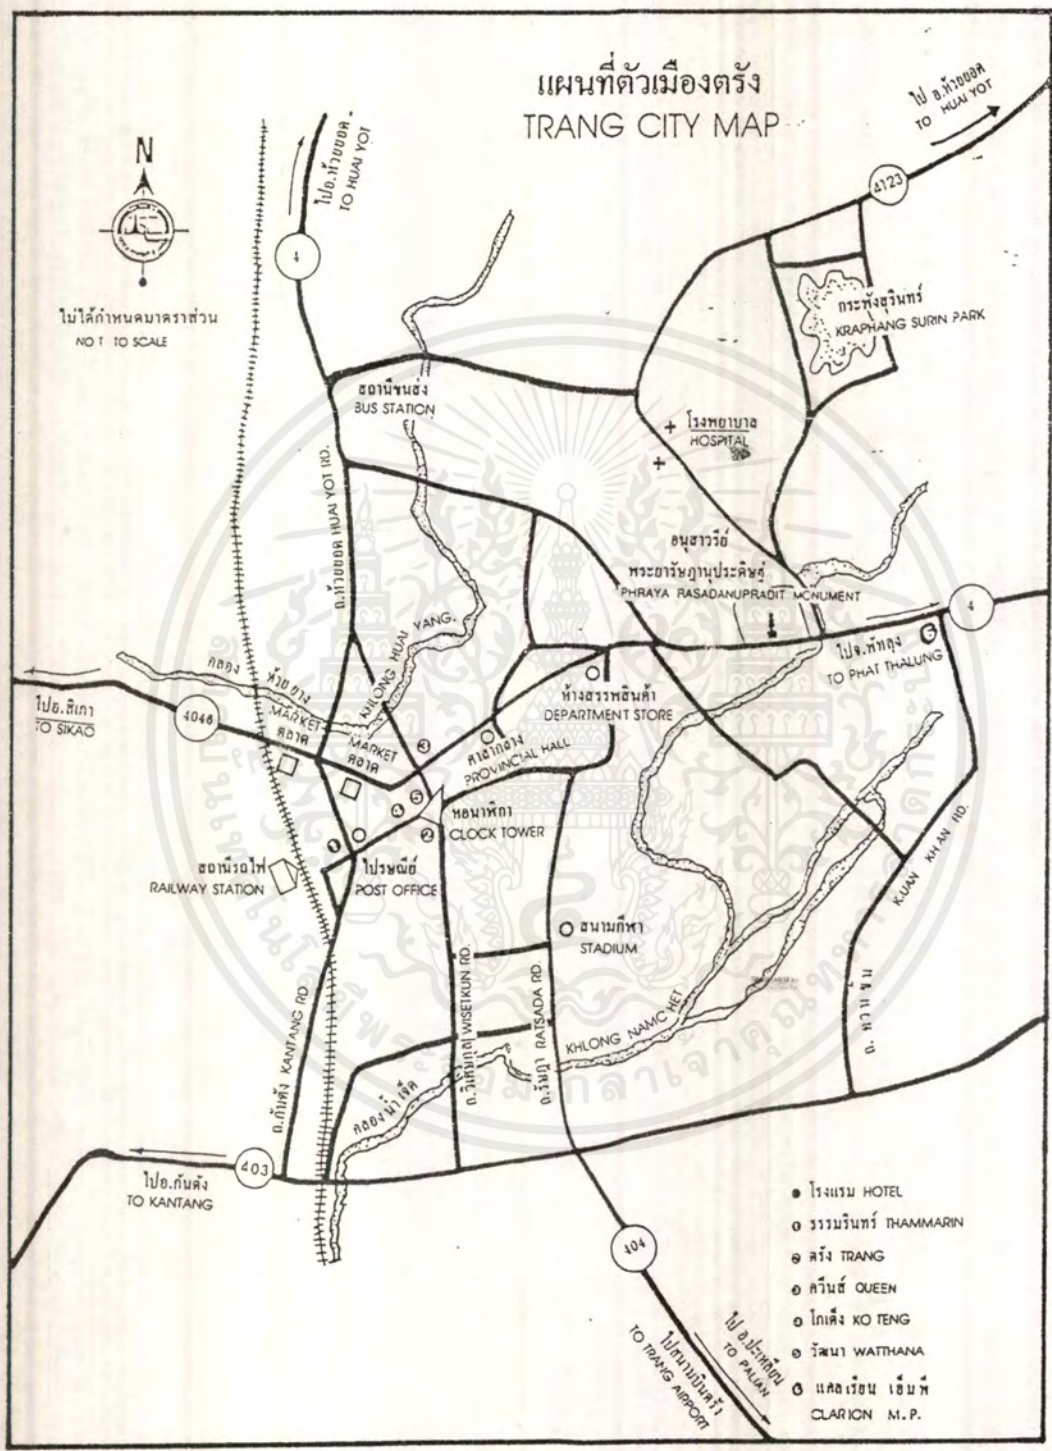 แผนที่ตัวเมืองตรัง
TRANG CITY MAP
N
ไม่ได้กำหนดมาตราส่วน
NOT TO SCALE
ไปอ.ห้วยยอด
TO HUAI YOT
4
ไป อ.ห้วยยอด
TO HUAI YOT
4123
กระพังสุรินทร์
KRAPHANG SURIN PARK
สถานีขนส่ง
BUS STATION
โรงพยาบาล
HOSPITAL
ถ.ห้วยยอด HUAI YOT RD.
อนุสาวรีย์
พระยารัษฎานุประดิษฐ์
PHRAYA RASADANUPRADIT MONUMENT
4
ไปจ.พัทลุง
TO PHAT THALUNG
คลอง ห้วยยาง
KHLONG HUAI YANG.
ไปอ.สิเกา
TO SIKAO
4046
MARKET
ตลาด
MARKET
ตลาด
ห้างสรรพสินค้า
DEPARTMENT STORE
ศาลากลาง
PROVINCIAL HALL
3
5
4
2
1
หอนาฬิกา
CLOCK TOWER
สถานีรถไฟ
RAILWAY STATION
ไปรษณีย์
POST OFFICE
KUAN KHAN RD.
สนามกีฬา
STADIUM
ถ.กันตัง KANTANG RD.
ถ.วิเศษกุล WISETKUN RD.
ถ.รัษฎา RATSADA RD.
KHLONG NAMCHET
คลองน้ำเจ็ด
403
ไปอ.กันตัง
TO KANTANG
404
ไป อ.ปะเหลียน
TO PALIAN
ไปสนามบินตรัง
TO TRANG AIRPORT
โรงแรม HOTEL
ธรรมรินทร์ THAMMARIN
ตรัง TRANG
ควีนส์ QUEEN
โกเต็ง KO TENG
วัฒนา WATTHANA
แคลเรียน เอ็มพี
CLARION M.P.